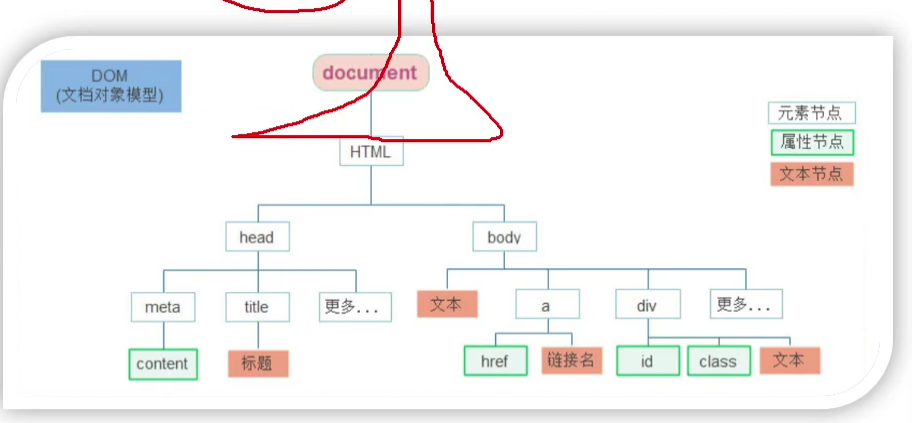 DOM
(文档对象模型)
document
元素节点
属性节点
文本节点
HTML
head
body
meta
title
更多...
文本
a
div
更多...
content
标题
href
链接名
id
class
文本